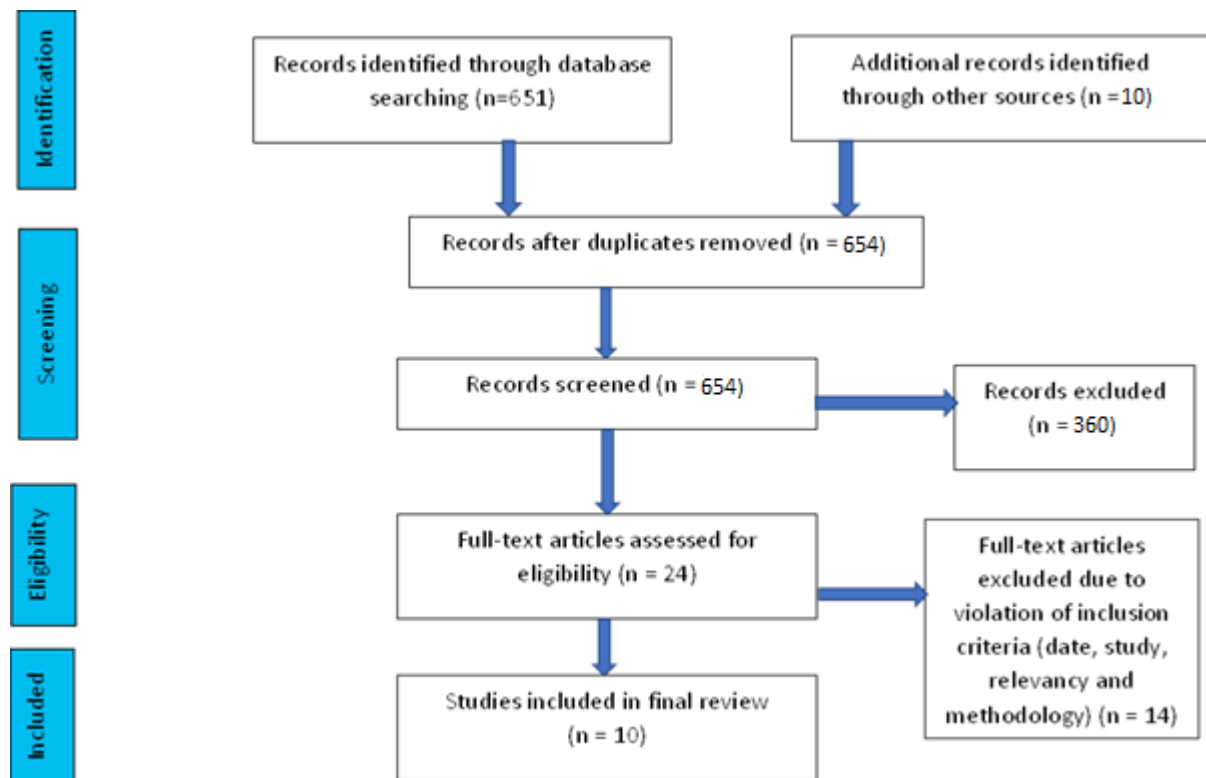 Identification
Records identified through database
searching (n=651)
Additional records identified
through other sources (n =10)
Screening
Records after duplicates removed (n = 654)
Records screened (n = 654)
Records excluded
(n = 360)
Eligibility
Full-text articles assessed for
eligibility (n = 24)
Full-text articles
excluded due to
violation of inclusion
criteria (date, study,
relevancy and
methodology) (n = 14)
Included
Studies included in final review
(n = 10)